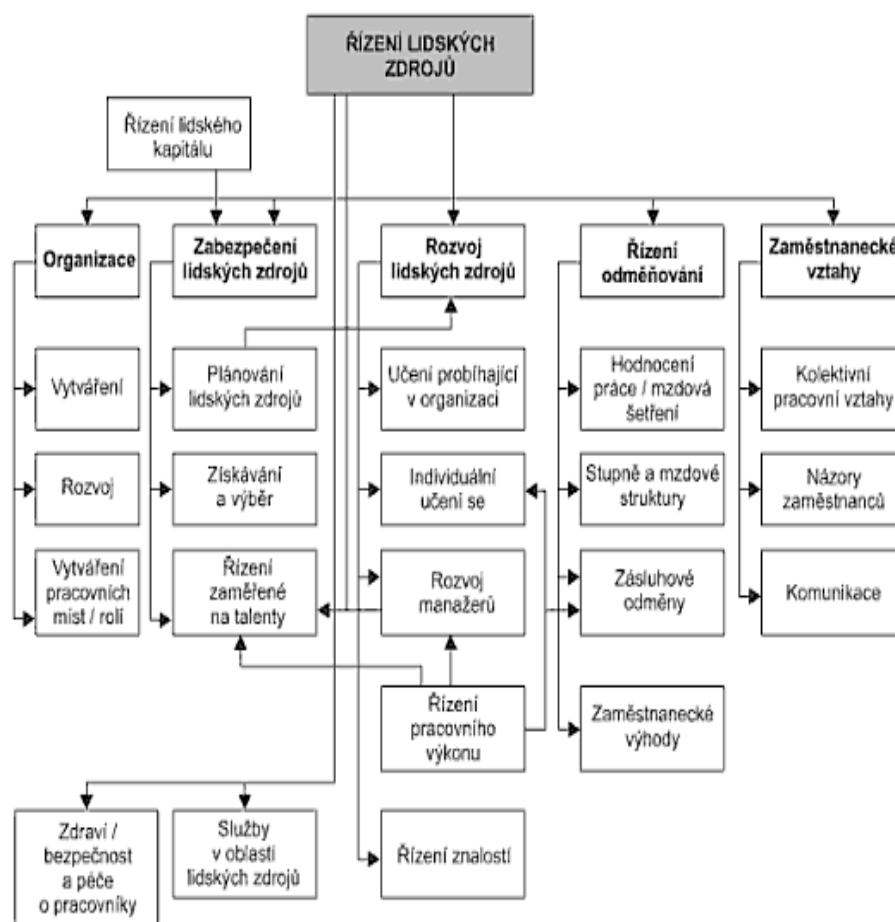 ŘÍZENÍ LIDSKÝCH
ZDROJŮ
Řízení lidského
kapitálu
Organizace
Zabezpečení
lidských zdrojů
Rozvoj
lidských zdrojů
Řízení
odměňování
Zaměstnanecké
vztahy
Vytváření
Plánování
lidských zdrojů
Učení probíhající
v organizaci
Hodnocení
práce / mzdová
šetření
Kolektivní
pracovní vztahy
Rozvoj
Získávání
a výběr
Individuální
učení se
Stupně a mzdové
struktury
Názory
zaměstnanců
Vytváření
pracovních
míst / rolí
Řízení
zaměřené
na talenty
Rozvoj
manažerů
Zásluhové
odměny
Komunikace
Řízení
pracovního
výkonu
Zaměstnanecké
výhody
Zdraví /
bezpečnost
a péče
o pracovníky
Služby
v oblasti
lidských zdrojů
Řízení znalostí